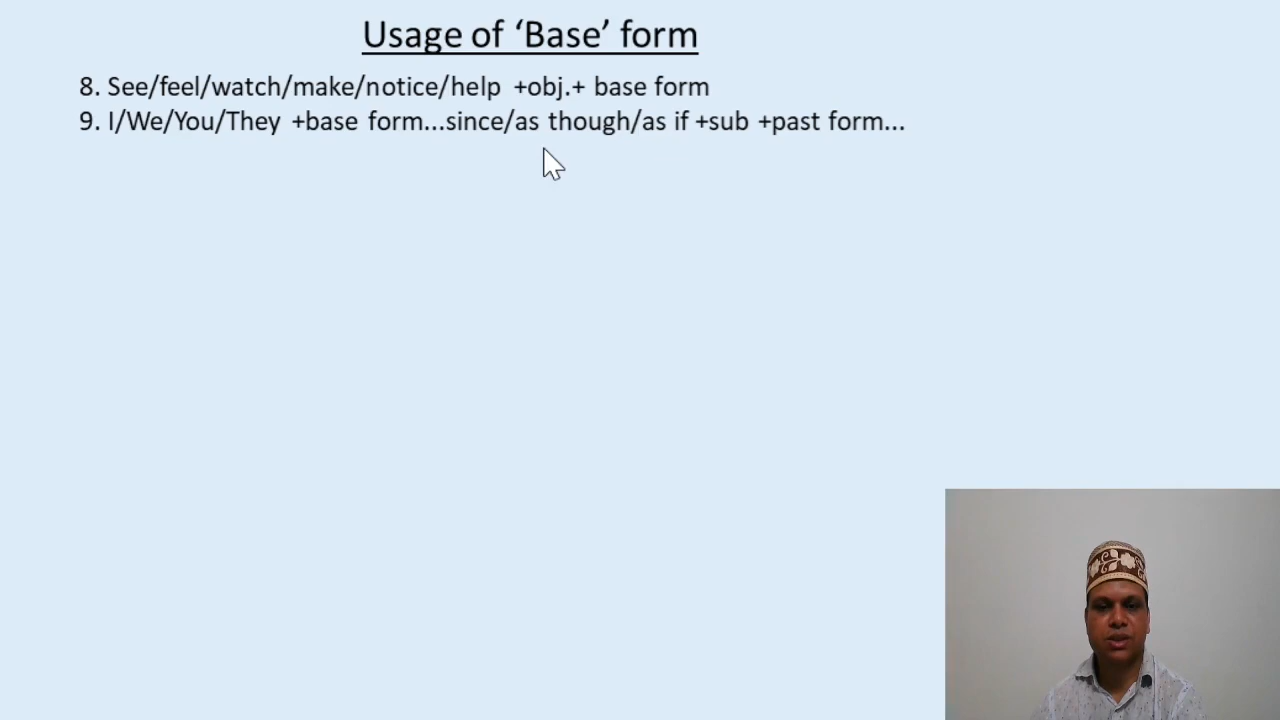 Usage of ‘Base’ form
8. See/feel/watch/make/notice/help +obj.+ base form
9. I/We/You/They +base form...since/as though/as if +sub +past form...